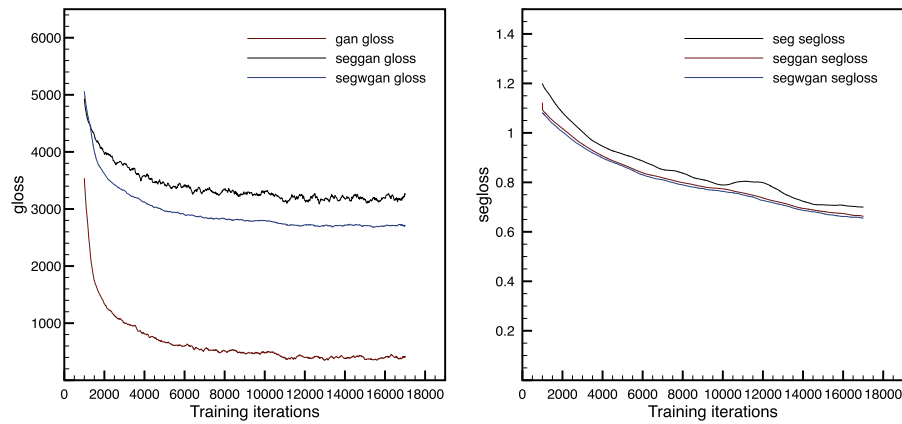 gan gloss
seggan gloss
segwgan gloss
6000
5000
4000
3000
2000
1000
gloss
0 2000 4000 6000 8000 10000 12000 14000 16000 18000
Training iterations
seg segloss
seggan segloss
segwgan segloss
1.4
1.2
1
0.8
0.6
0.4
0.2
segloss
0 2000 4000 6000 8000 10000 12000 14000 16000 18000
Training iterations